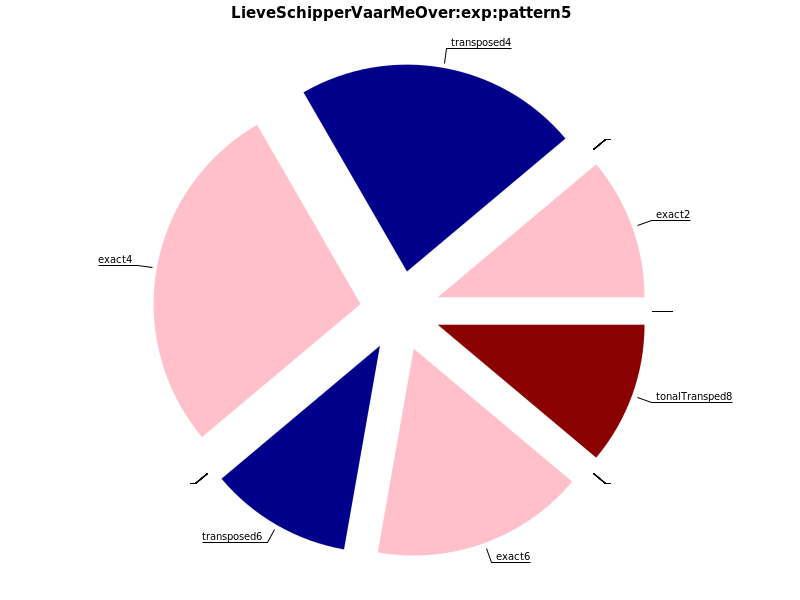 LieveSchipperVaarMeOver:exp:pattern5
transposed4
exact2
exact4
tonalTransped8
transposed6
exact6